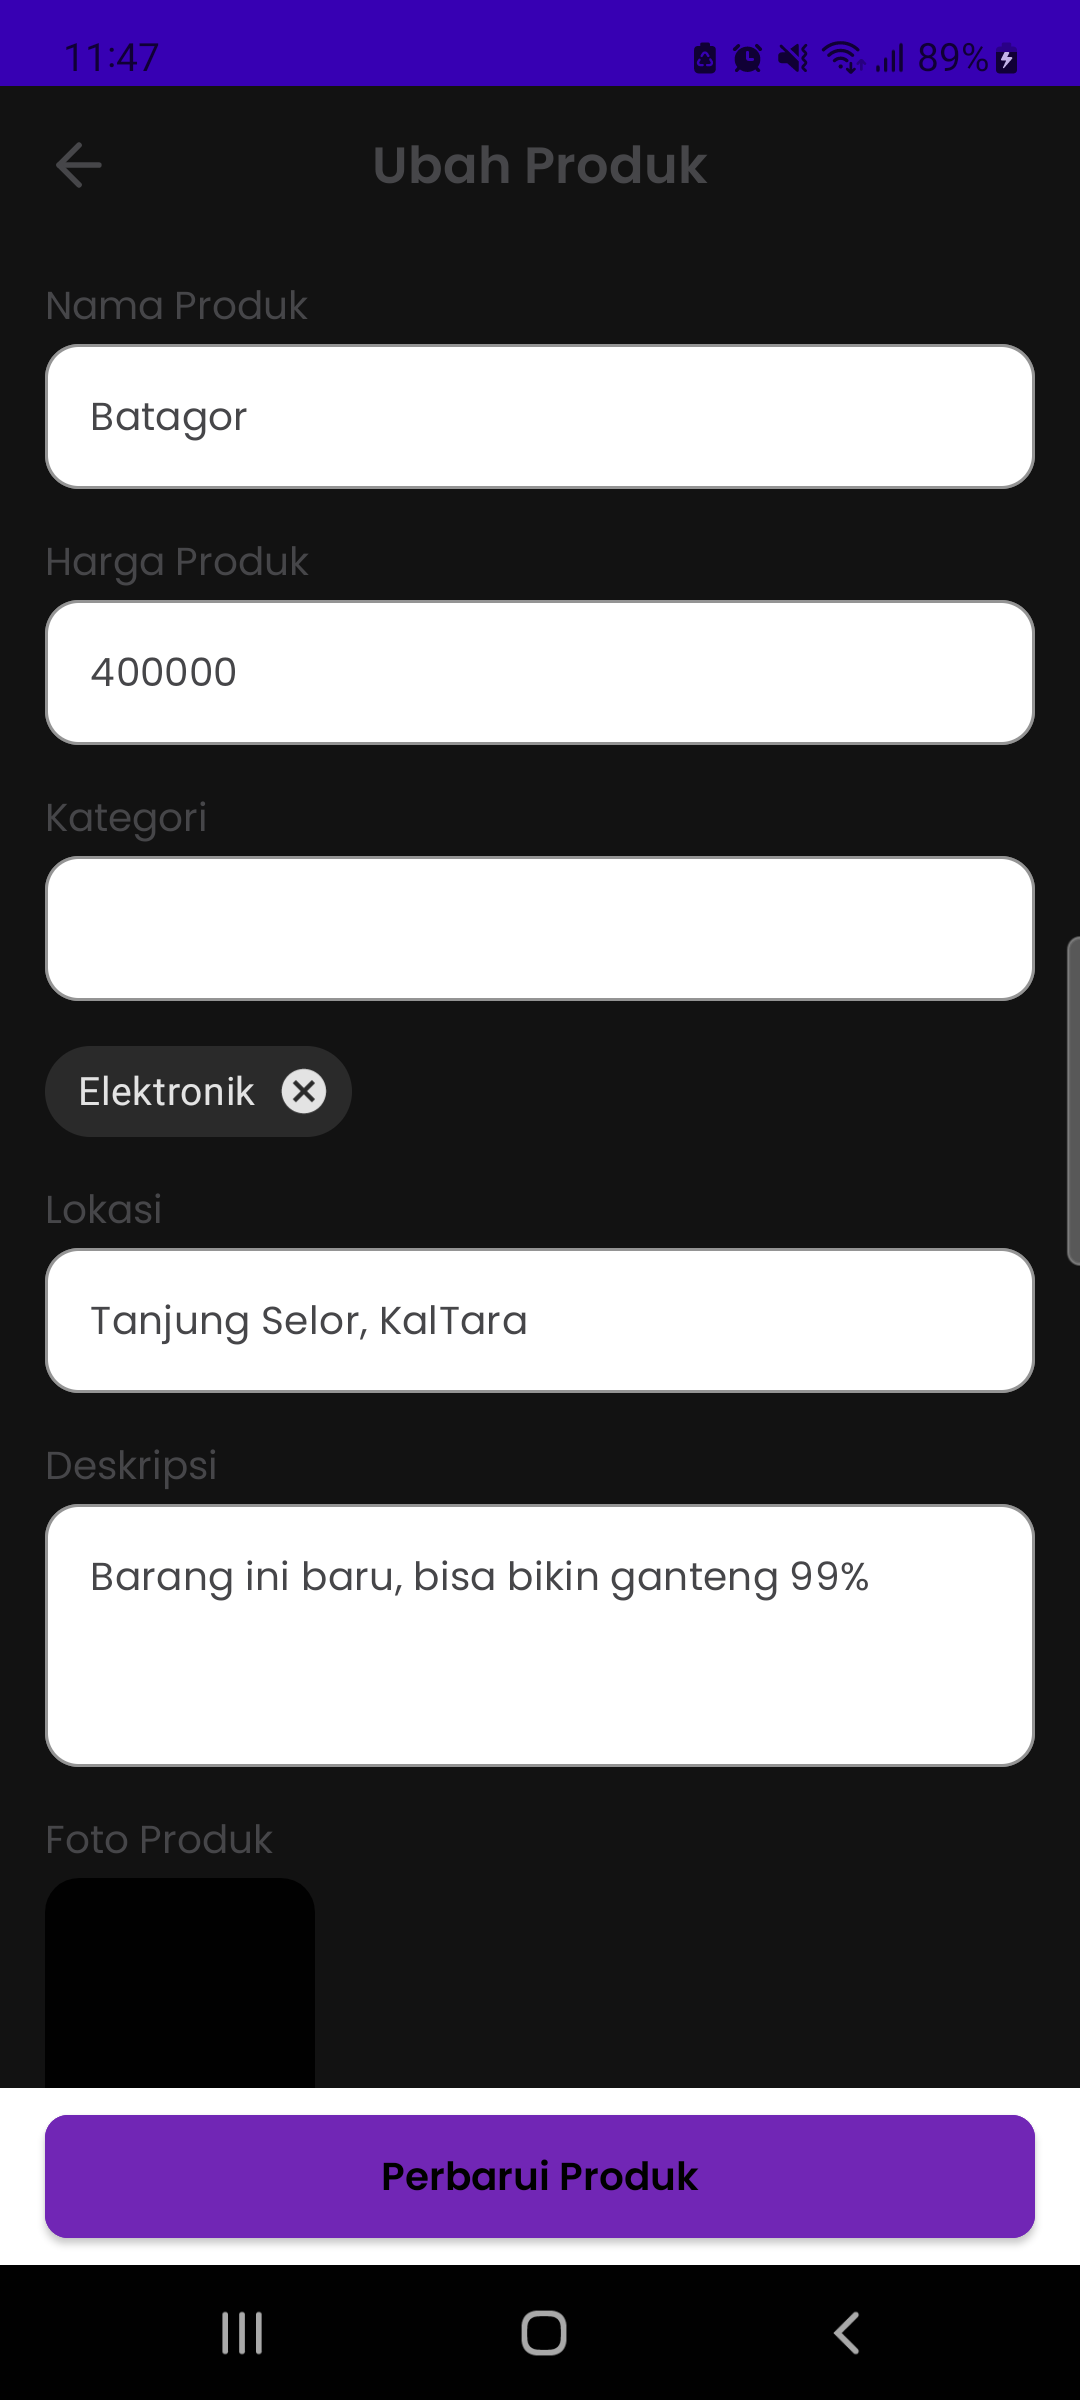 11:47
89%
Ubah Produk
Nama Produk
Batagor
Harga Produk
400000
Kategori
Elektronik
Lokasi
Tanjung Selor, KalTara
Deskripsi
Barang ini baru, bisa bikin ganteng 99%
Foto Produk
Perbarui Produk